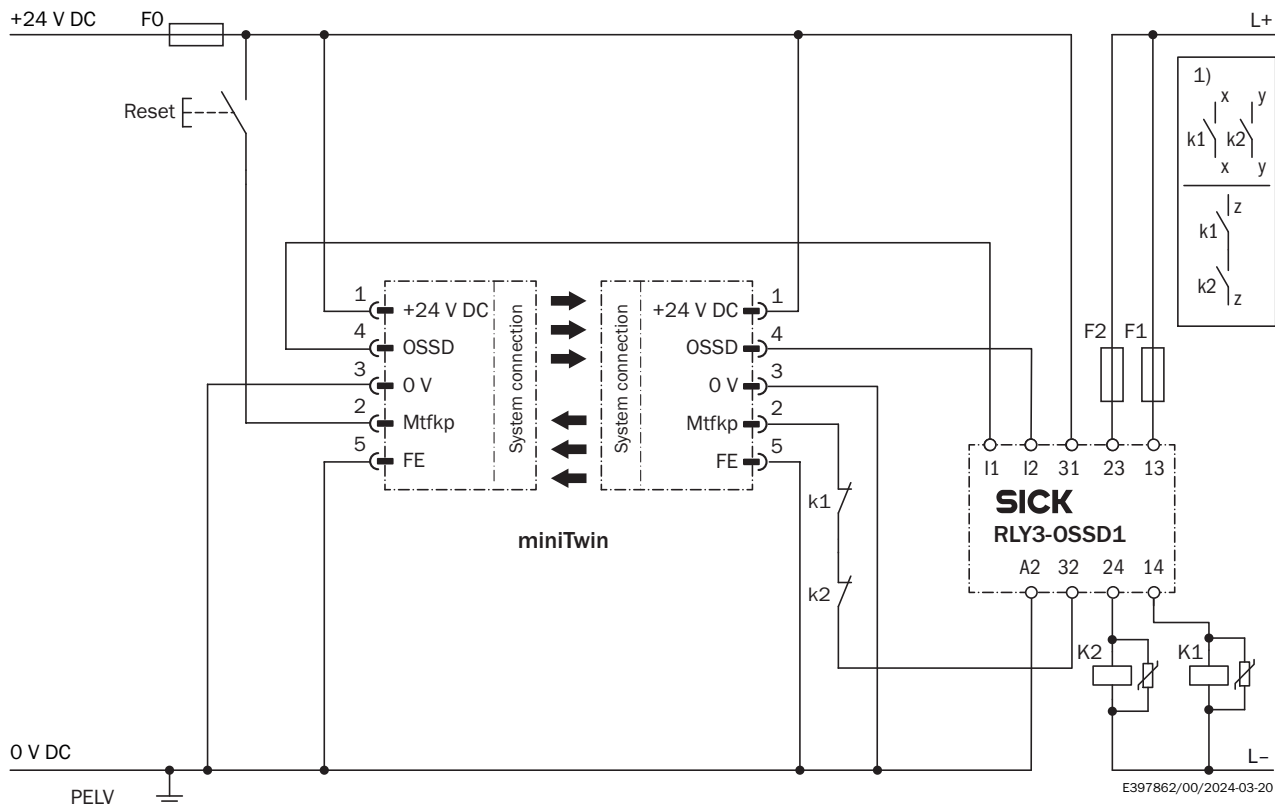 +24 V DC
F0
L+
Reset
1)
x
y
k1
k2
x
y
z
k1
k2
z
1
+24 V DC
4
OSSD
3
0 V
2
Mtfkp
5
FE
System connection
System connection
+24 V DC
1
OSSD
4
0 V
3
Mtfkp
2
FE
5
miniTwin
k1
k2
F2
F1
I1
I2
31
23
13
SICK
RLY3-OSSD1
A2
32
24
14
K2
K1
0 V DC
PELV
L–
E397862/00/2024-03-20